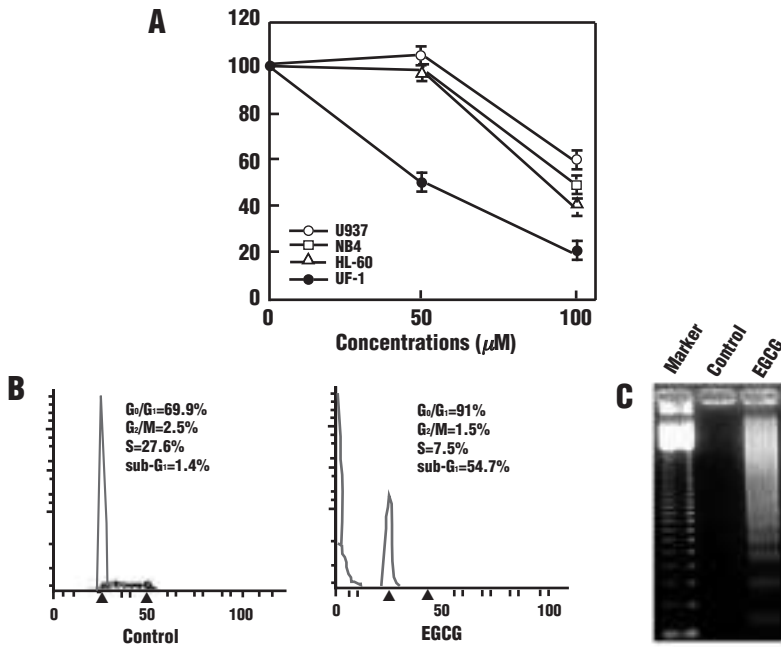 A
120
100
80
60
40
20
0
U937
NB4
HL-60
UF-1
0 50 100
Concentrations (μM)
B
G₀/G₁=69.9%
G₂/M=2.5%
S=27.6%
sub-G₁=1.4%
0 50 100
Control
G₀/G₁=91%
G₂/M=1.5%
S=7.5%
sub-G₁=54.7%
0 50 100
EGCG
C
Marker Control EGCG